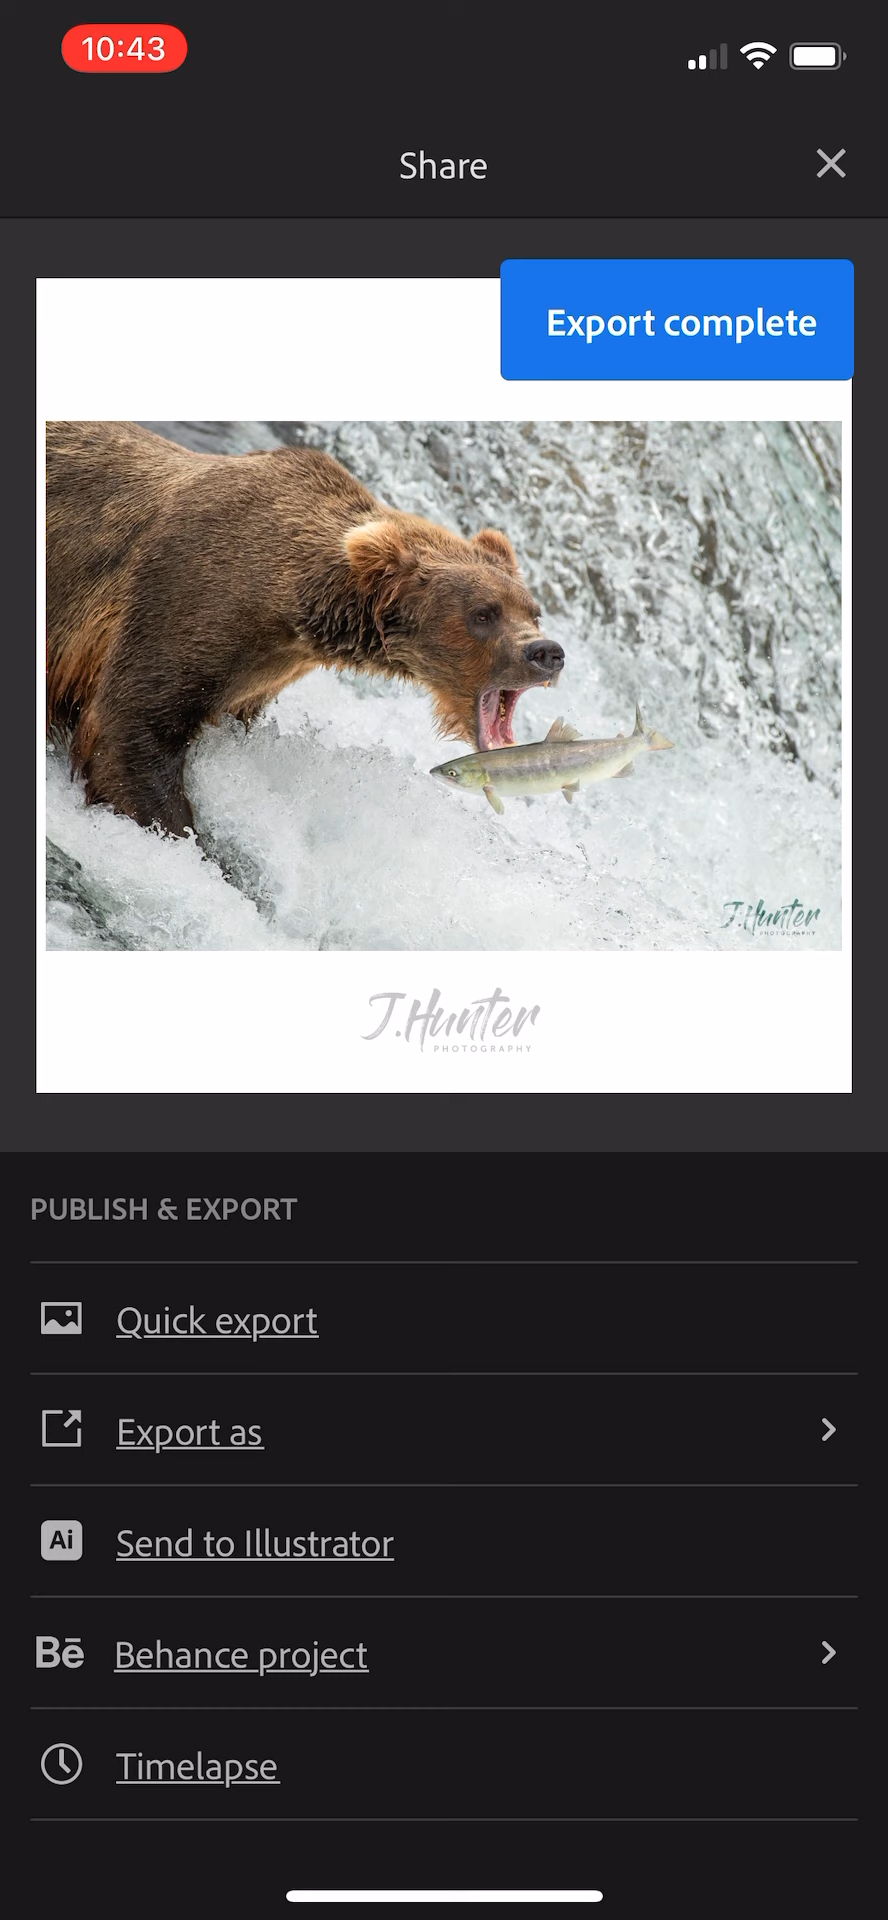 10:43
Share
Export complete
J.Hunter
PHOTOGRAPHY
J.Hunter
PHOTOGRAPHY
PUBLISH & EXPORT
Quick export
Export as
Ai Send to Illustrator
Bē Behance project
Timelapse